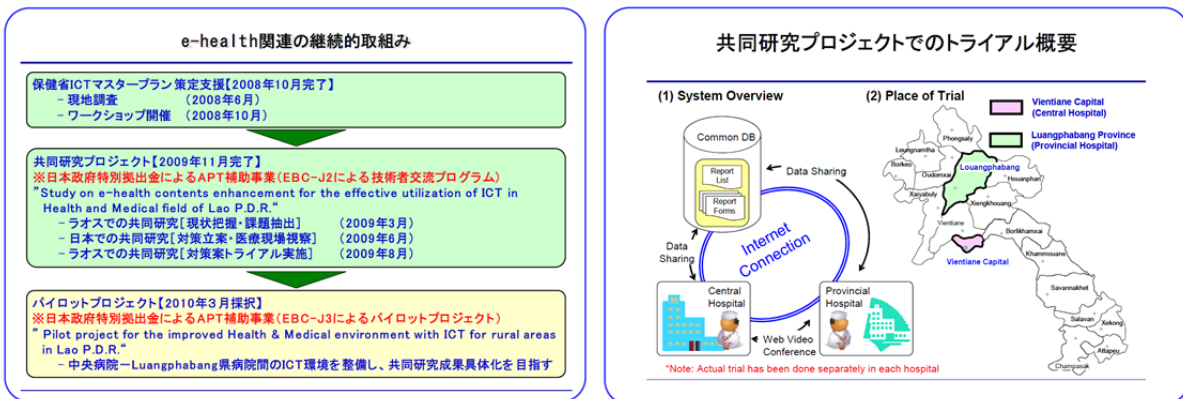 e-health関連の継続的取組み
保健省ICTマスタープラン 策定支援【2008年10月完了】
− 現地調査　（2008年6月）
− ワークショップ開催　（2008年10月）
共同研究プロジェクト【2009年11月完了】
※日本政府特別拠出金によるAPT補助事業（EBC-J2による技術者交流プログラム）
"Study on e-health contents enhancement for the effective utilization of ICT in
Health and Medical field of Lao P.D.R."
− ラオスでの共同研究［現状把握・課題抽出］　（2009年3月）
− 日本での共同研究［対策立案・医療現場視察］　（2009年6月）
− ラオスでの共同研究［対策案トライアル実施］　（2009年8月）
パイロットプロジェクト【2010年3月採択】
※日本政府特別拠出金によるAPT補助事業（EBC-J3によるパイロットプロジェクト）
" Pilot project for the improved Health & Medical environment with ICT for rural areas
in Lao P.D.R."
− 中央病院ーLuangphabang県病院間のICT環境を整備し、共同研究成果具体化を目指す
共同研究プロジェクトでのトライアル概要
(1) System Overview
Common DB
Report
List
Report
Forms
Data Sharing
Internet
Connection
Data
Sharing
Central
Hospital
Provincial
Hospital
Web Video
Conference
*Note: Actual trial has been done separately in each hospital
(2) Place of Trial
Vientiane Capital
(Central Hospital)
Luangphabang Province
(Provincial Hospital)
Phongsaly
Loungnamtha
Borkeo
Oudomxai
Louangphabang
Houanphan
Xaiyabuly
Xiengkhouang
Vientiane
Borlikhamxai
Vientiane Capital
Khammouane
Savannakhet
Salavan
Xekong
Attapeu
Champasak